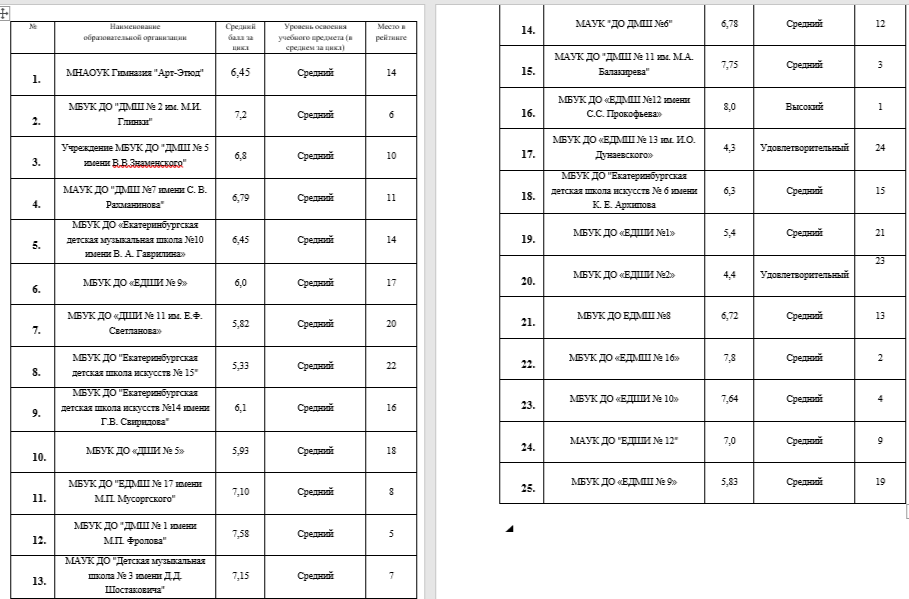 № Наименование образовательной организации Средний балл за цикл Уровень освоения учебного предмета (в среднем за цикл) Место в рейтинге
1. МНАОУК Гимназия "Арт-Этюд" 6,45 Средний 14
2. МБУК ДО "ДМШ № 2 им. М.И. Глинки" 7,2 Средний 6
3. Учреждение МБУК ДО "ДМШ № 5 имени В.В.Знаменского" 6,8 Средний 10
4. МАУК ДО "ДМШ №7 имени С. В. Рахманинова" 6,79 Средний 11
5. МБУК ДО «Екатеринбургская детская музыкальная школа №10 имени В. А. Гаврилина» 6,45 Средний 14
6. МБУК ДО «ЕДШИ № 9» 6,0 Средний 17
7. МБУК ДО «ДШИ № 11 им. Е.Ф. Светланова» 5,82 Средний 20
8. МБУК ДО "Екатеринбургская детская школа искусств № 15" 5,33 Средний 22
9. МБУК ДО "Екатеринбургская детская школа искусств №14 имени Г.В. Свиридова" 6,1 Средний 16
10. МБУК ДО «ДШИ № 5» 5,93 Средний 18
11. МБУК ДО "ЕДМШ № 17 имени М.П. Мусоргского" 7,10 Средний 8
12. МБУК ДО "ДМШ № 1 имени М.П. Фролова" 7,58 Средний 5
13. МАУК ДО "Детская музыкальная школа № 3 имени Д.Д. Шостаковича" 7,15 Средний 7
14. МАУК "ДО ДМШ №6" 6,78 Средний 12
15. МАУК ДО "ДМШ № 11 им. М.А. Балакирева" 7,75 Средний 3
16. МБУК ДО «ЕДМШ №12 имени С.С. Прокофьева» 8,0 Высокий 1
17. МБУК ДО «ЕДМШ № 13 им. И.О. Дунаевского» 4,3 Удовлетворительный 24
18. МБУК ДО "Екатеринбургская детская школа искусств № 6 имени К. Е. Архипова 6,3 Средний 15
19. МБУК ДО «ЕДШИ №1» 5,4 Средний 21
20. МБУК ДО «ЕДШИ №2» 4,4 Удовлетворительный 23
21. МБУК ДО ЕДМШ №8 6,72 Средний 13
22. МБУК ДО «ЕДМШ № 16» 7,8 Средний 2
23. МБУК ДО «ЕДШИ № 10» 7,64 Средний 4
24. МАУК ДО "ЕДШИ № 12" 7,0 Средний 9
25. МБУК ДО «ЕДМШ № 9» 5,83 Средний 19